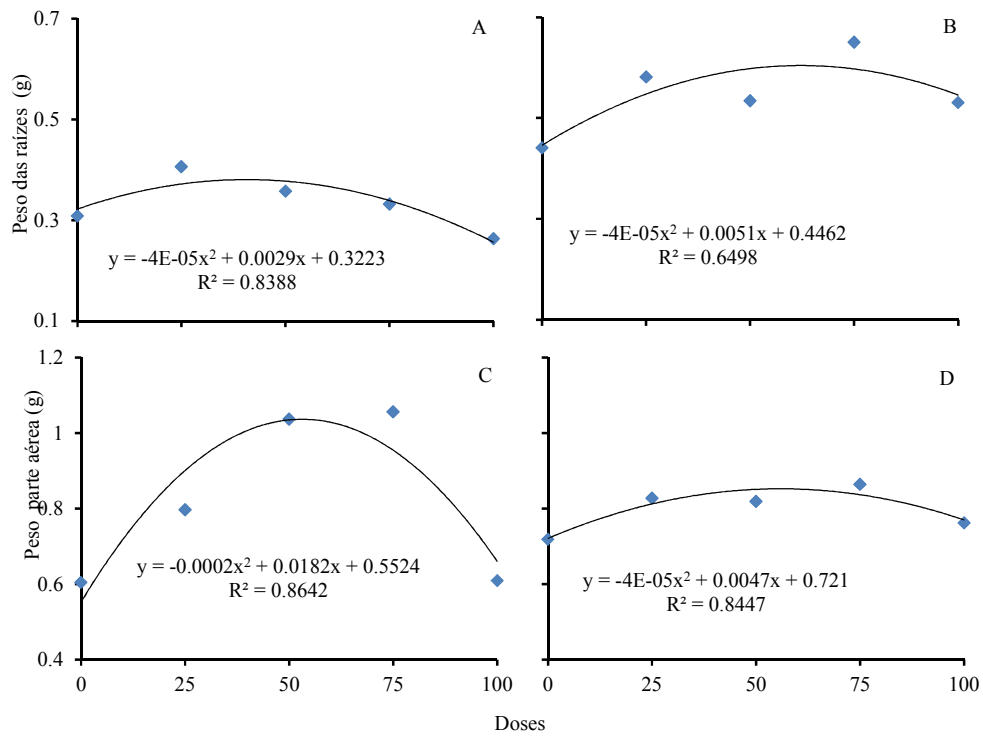 A
B
0.7
0.5
0.3
0.1
Peso das raízes (g)
y = -4E-05x² + 0.0029x + 0.3223
R² = 0.8388
y = -4E-05x² + 0.0051x + 0.4462
R² = 0.6498
C
D
1.2
1
0.8
0.6
0.4
Peso parte aérea (g)
y = -0.0002x² + 0.0182x + 0.5524
R² = 0.8642
y = -4E-05x² + 0.0047x + 0.721
R² = 0.8447
0 25 50 75 100
0 25 50 75 100
Doses